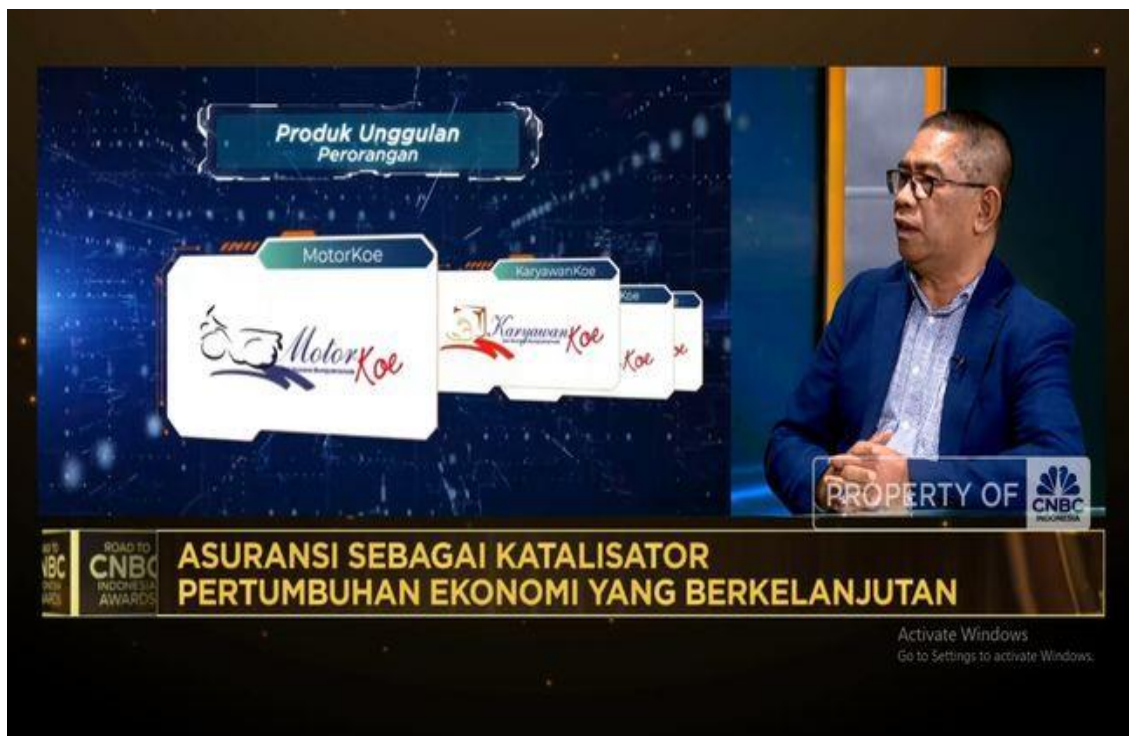 Produk Unggulan
Perorangan
MotorKoe
Motor Koe
KaryawanKoe
Karyawan Koe
Koe
Koe
PROPERTY OF
CNBC
INDONESIA
ROAD TO
CNBC
INDONESIA
AWARDS
ASURANSI SEBAGAI KATALISATOR
PERTUMBUHAN EKONOMI YANG BERKELANJUTAN
Activate Windows
Go to Settings to activate Windows.